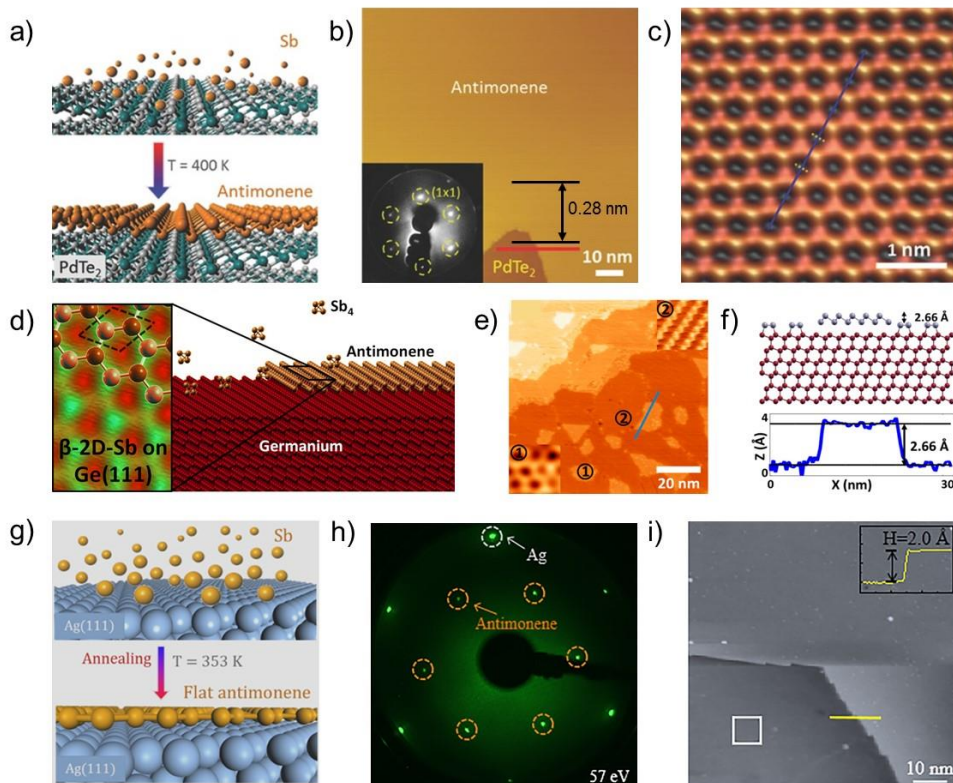 a)
Sb
T = 400 K
Antimonene
PdTe2
b)
Antimonene
(1x1)
0.28 nm
PdTe2
10 nm
c)
1 nm
d)
Sb4
Antimonene
β-2D-Sb on
Ge(111)
Germanium
e)
②
②
①
①
20 nm
f)
2.66 Å
4
Z (Å)
0
2.66 Å
0
10
20
30
X (nm)
g)
Sb
Ag(111)
Annealing
T = 353 K
Flat antimonene
Ag(111)
h)
Ag
Antimonene
57 eV
i)
H=2.0 Å
10 nm